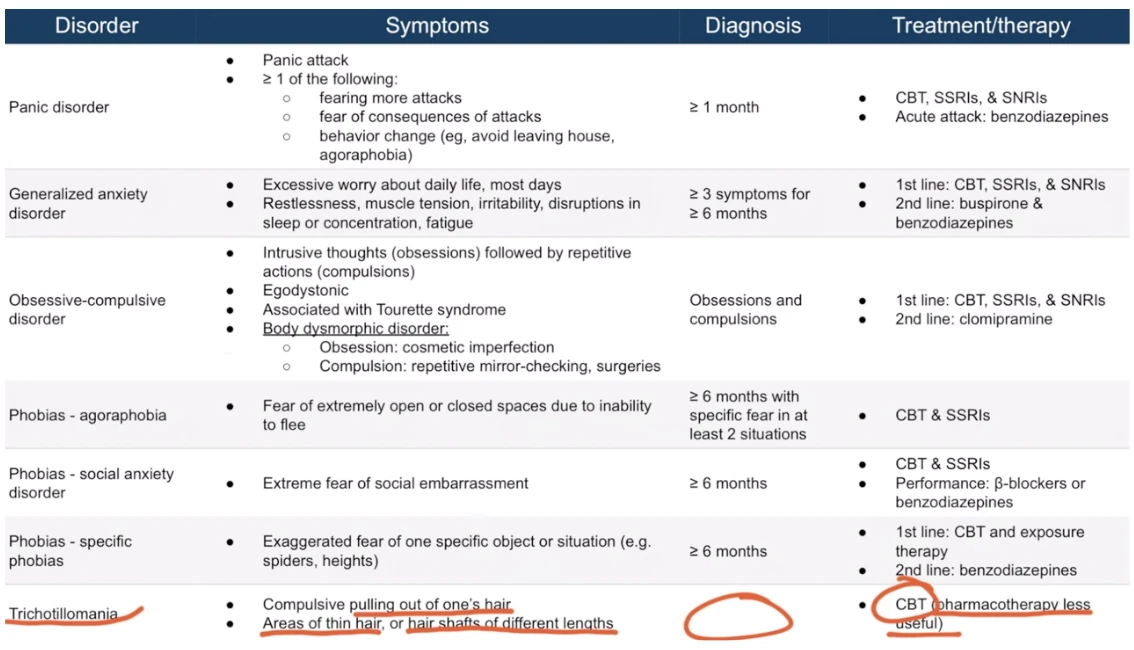 Disorder Symptoms Diagnosis Treatment/therapy
Panic disorder
● Panic attack
● ≥ 1 of the following:
○ fearing more attacks
○ fear of consequences of attacks
○ behavior change (eg, avoid leaving house,
agoraphobia)
≥ 1 month
● CBT, SSRIs, & SNRIs
● Acute attack: benzodiazepines
Generalized anxiety
disorder
● Excessive worry about daily life, most days
● Restlessness, muscle tension, irritability, disruptions in
sleep or concentration, fatigue
≥ 3 symptoms for
≥ 6 months
● 1st line: CBT, SSRIs, & SNRIs
● 2nd line: buspirone &
benzodiazepines
Obsessive-compulsive
disorder
● Intrusive thoughts (obsessions) followed by repetitive
actions (compulsions)
● Egodystonic
● Associated with Tourette syndrome
● Body dysmorphic disorder:
○ Obsession: cosmetic imperfection
○ Compulsion: repetitive mirror-checking, surgeries
Obsessions and
compulsions
● 1st line: CBT, SSRIs, & SNRIs
● 2nd line: clomipramine
Phobias - agoraphobia
● Fear of extremely open or closed spaces due to inability
to flee
≥ 6 months with
specific fear in at
least 2 situations
● CBT & SSRIs
Phobias - social anxiety
disorder
● Extreme fear of social embarrassment
≥ 6 months
● CBT & SSRIs
● Performance: β-blockers or
benzodiazepines
Phobias - specific
phobias
● Exaggerated fear of one specific object or situation (e.g.
spiders, heights)
≥ 6 months
● 1st line: CBT and exposure
therapy
● 2nd line: benzodiazepines
Trichotillomania
● Compulsive pulling out of one's hair
● Areas of thin hair, or hair shafts of different lengths
● CBT (pharmacotherapy less
useful)